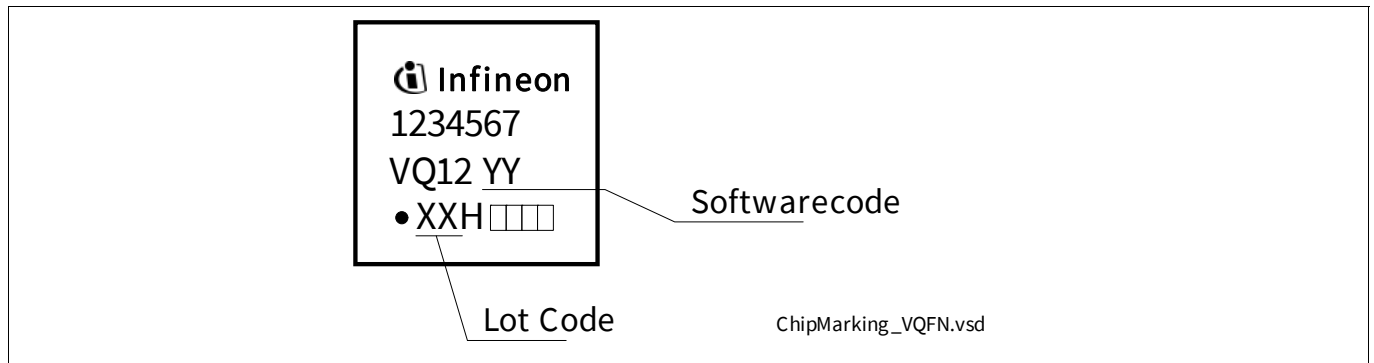 Infineon
1234567
VQ12 YY
●XXH□□□□
Softwarecode
Lot Code
ChipMarking_VQFN.vsd